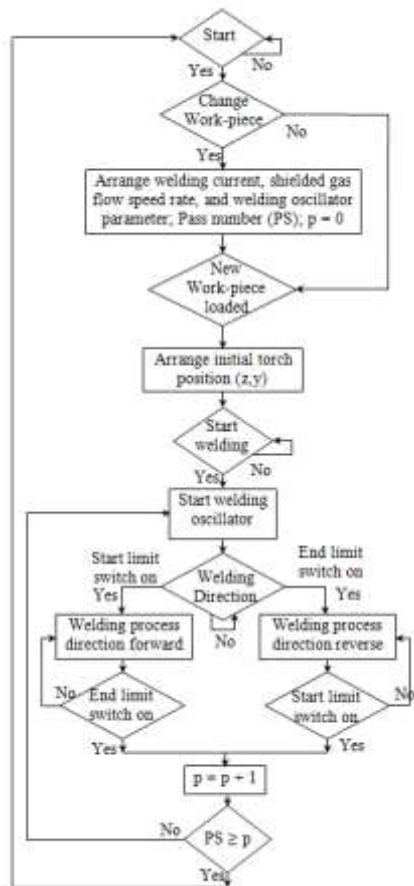 Start
No
Yes
Change
Work-piece
No
Yes
Arrange welding current, shielded gas
flow speed rate, and welding oscillator
parameter; Pass number (PS); p = 0
New
Work-piece
loaded
Arrange initial torch
position (z,y)
Start
welding
No
Yes
Start welding
oscillator
Start limit
switch on
Yes
Welding
Direction
No
End limit
switch on
Yes
Welding process
direction forward
Welding process
direction reverse
No
End limit
switch on
Yes
Start limit
switch on
No
Yes
p = p + 1
No
PS ≥ p
Yes